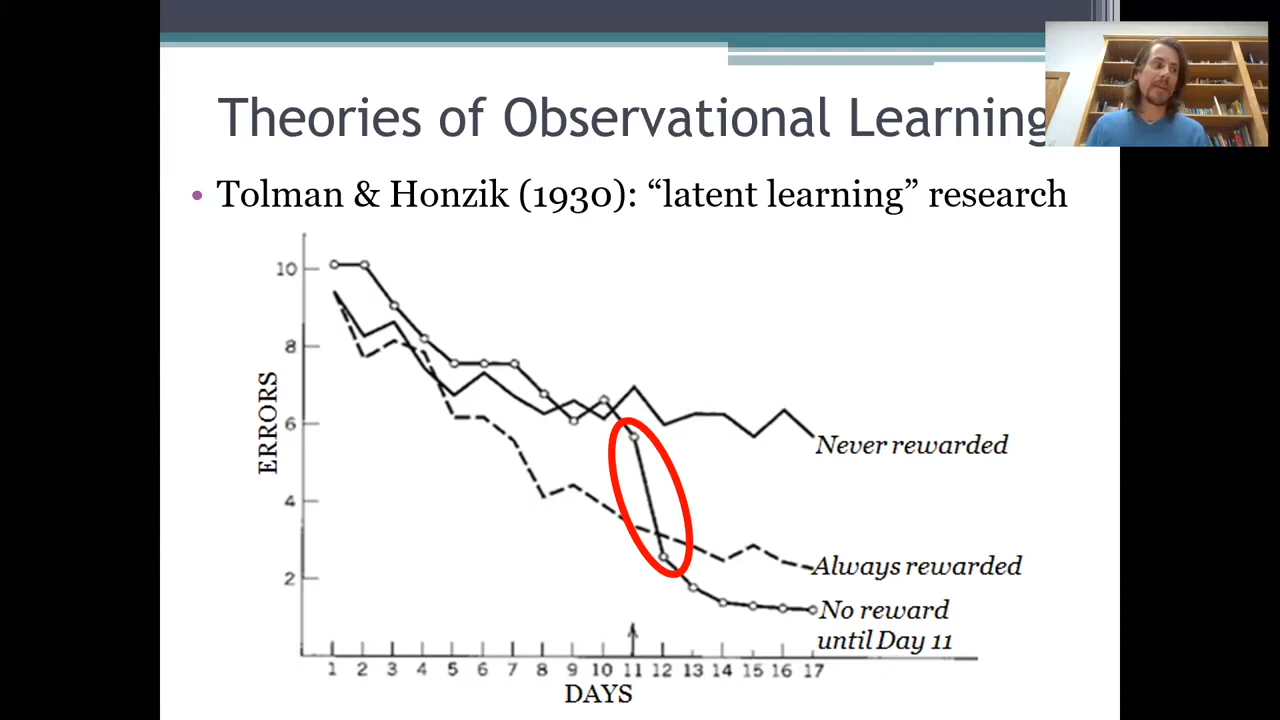 Theories of Observational Learning
• Tolman & Honzik (1930): “latent learning” research
10
8
6
4
2
ERRORS
Never rewarded
Always rewarded
No reward
until Day 11
1 2 3 4 5 6 7 8 9 10 11 12 13 14 15 16 17
DAYS